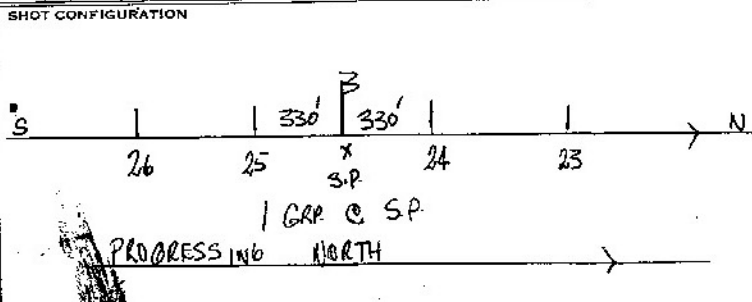 SHOT CONFIGURATION
330' 330'
S N
26 25 x 24 23
S.P.
1 GRP. @ S.P.
PROGRESSING NORTH